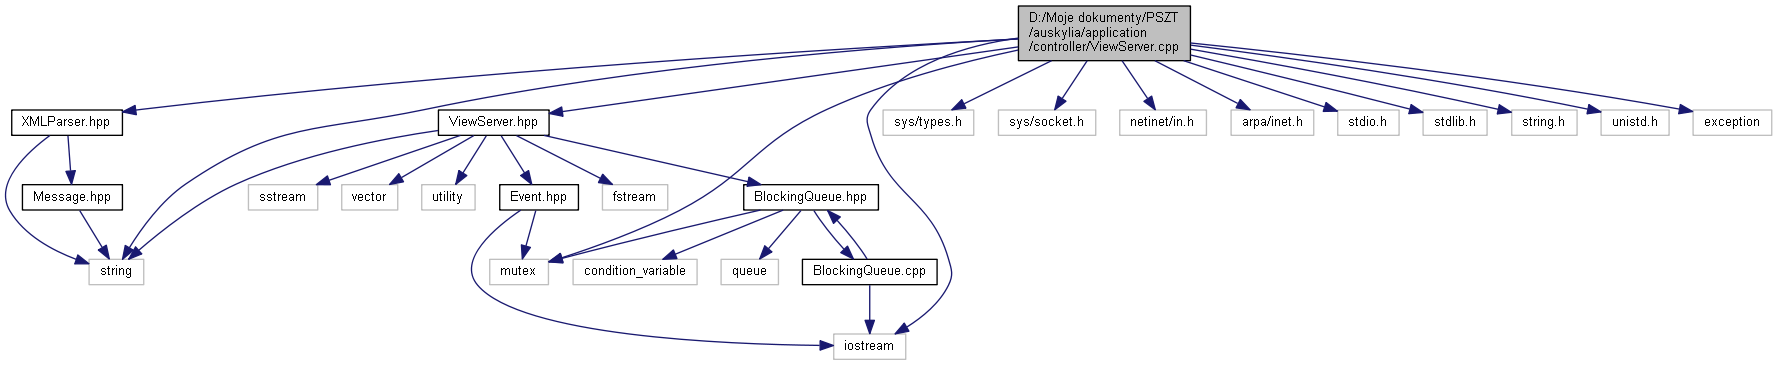 D:/Moje dokumenty/PSZT
/auskylia/application
/controller/ViewServer.cpp
XMLParser.hpp
ViewServer.hpp
sys/types.h
sys/socket.h
netinet/in.h
arpa/inet.h
stdio.h
stdlib.h
string.h
unistd.h
exception
Message.hpp
sstream
vector
utility
Event.hpp
fstream
BlockingQueue.hpp
string
mutex
condition_variable
queue
BlockingQueue.cpp
iostream